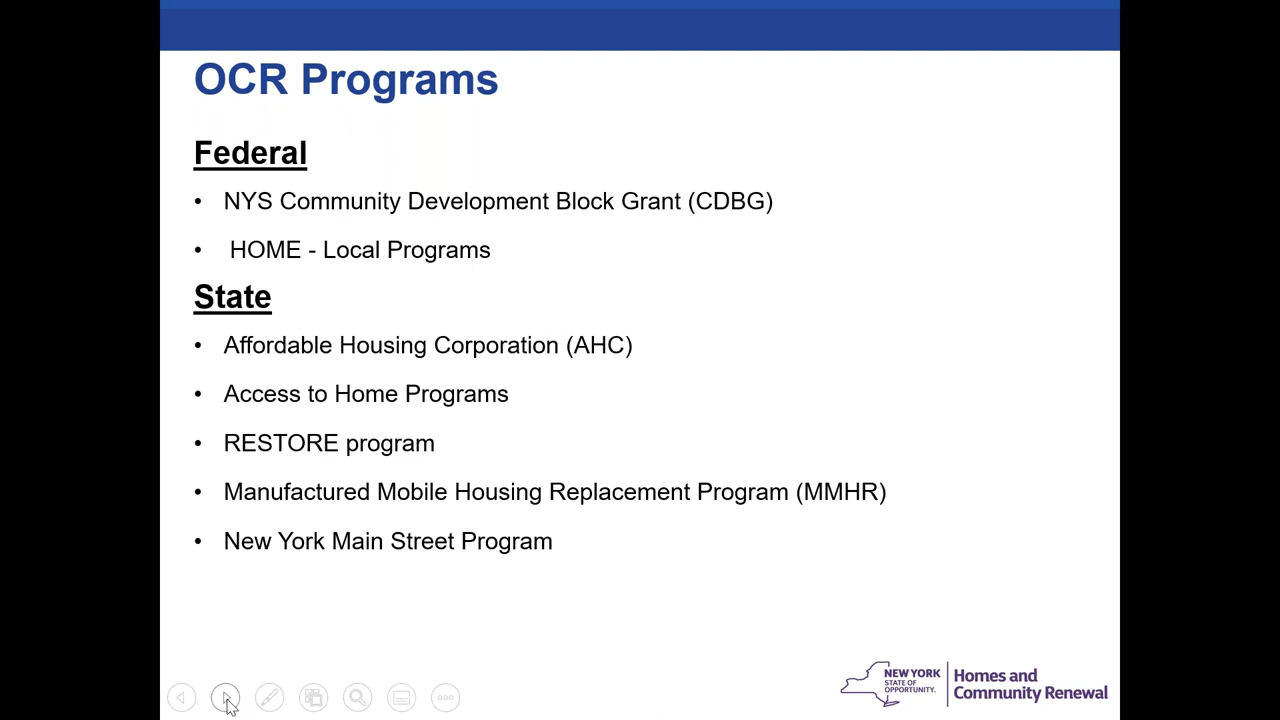 OCR Programs
Federal
• NYS Community Development Block Grant (CDBG)
• HOME - Local Programs
State
• Affordable Housing Corporation (AHC)
• Access to Home Programs
• RESTORE program
• Manufactured Mobile Housing Replacement Program (MMHR)
• New York Main Street Program
NEW YORK
STATE OF
OPPORTUNITY.
Homes and
Community Renewal